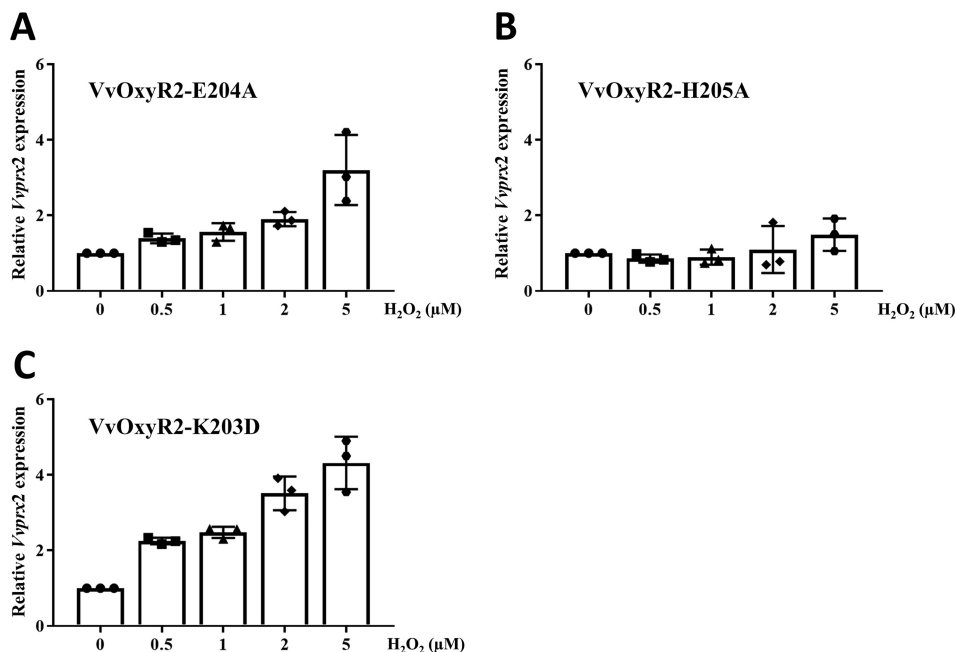 A
Relative Vvprx2 expression
6
4
2
0
VvOxyR2-E204A
0 0.5 1 2 5 H₂O₂ (µM)
B
Relative Vvprx2 expression
6
4
2
0
VvOxyR2-H205A
0 0.5 1 2 5 H₂O₂ (µM)
C
Relative Vvprx2 expression
6
4
2
0
VvOxyR2-K203D
0 0.5 1 2 5 H₂O₂ (µM)